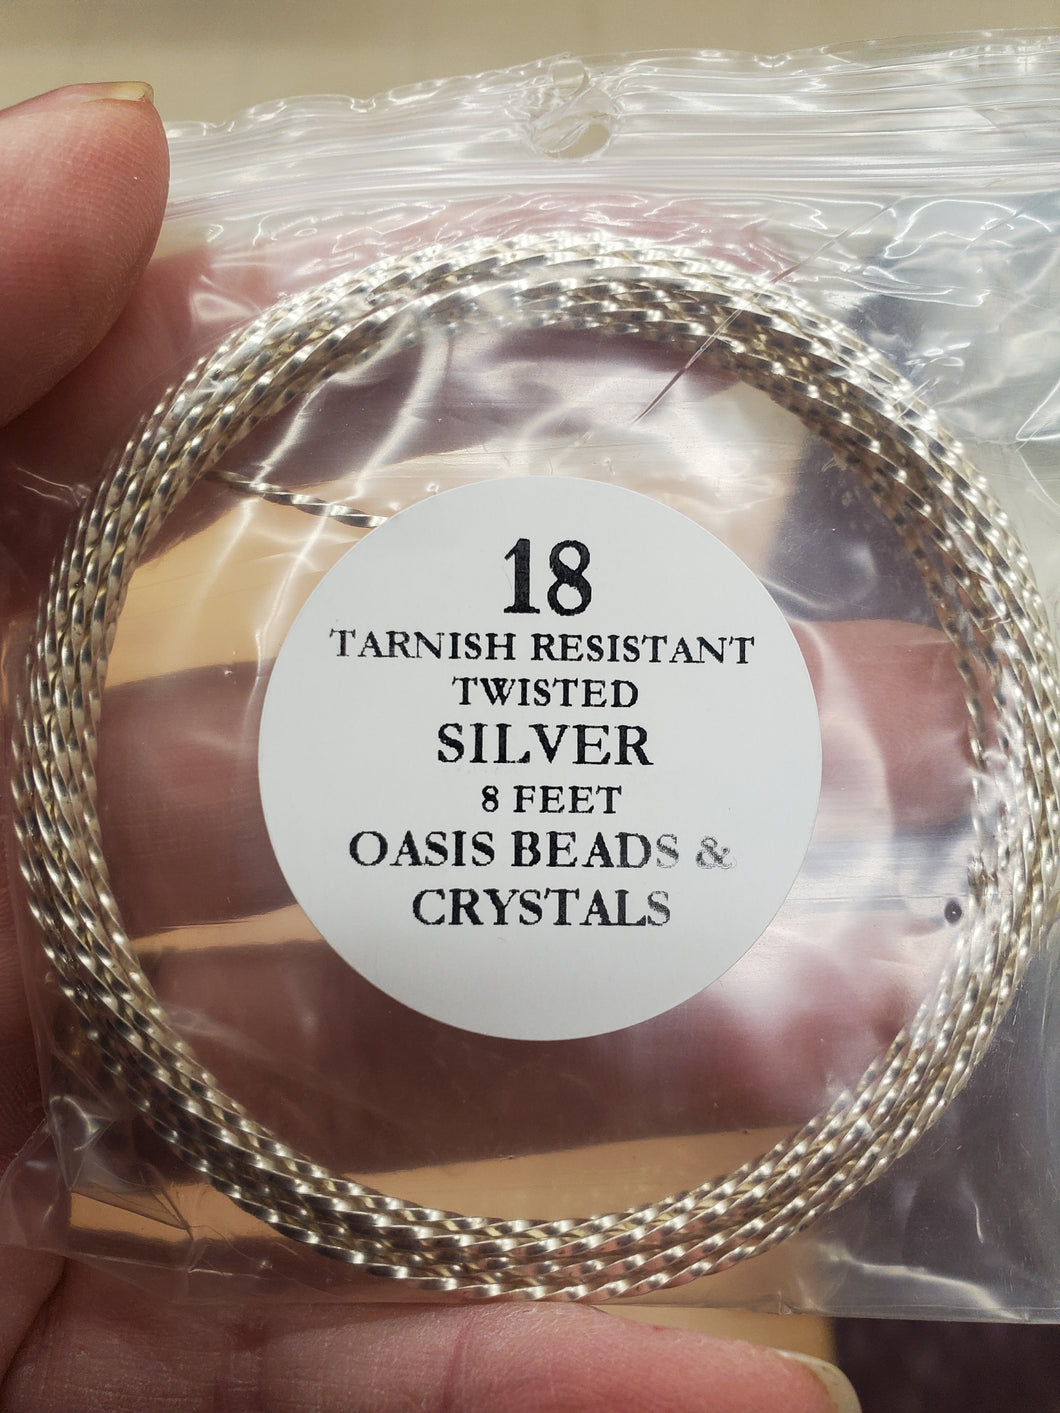 18
TARNISH RESISTANT
TWISTED
SILVER
8 FEET
OASIS BEADS &
CRYSTALS